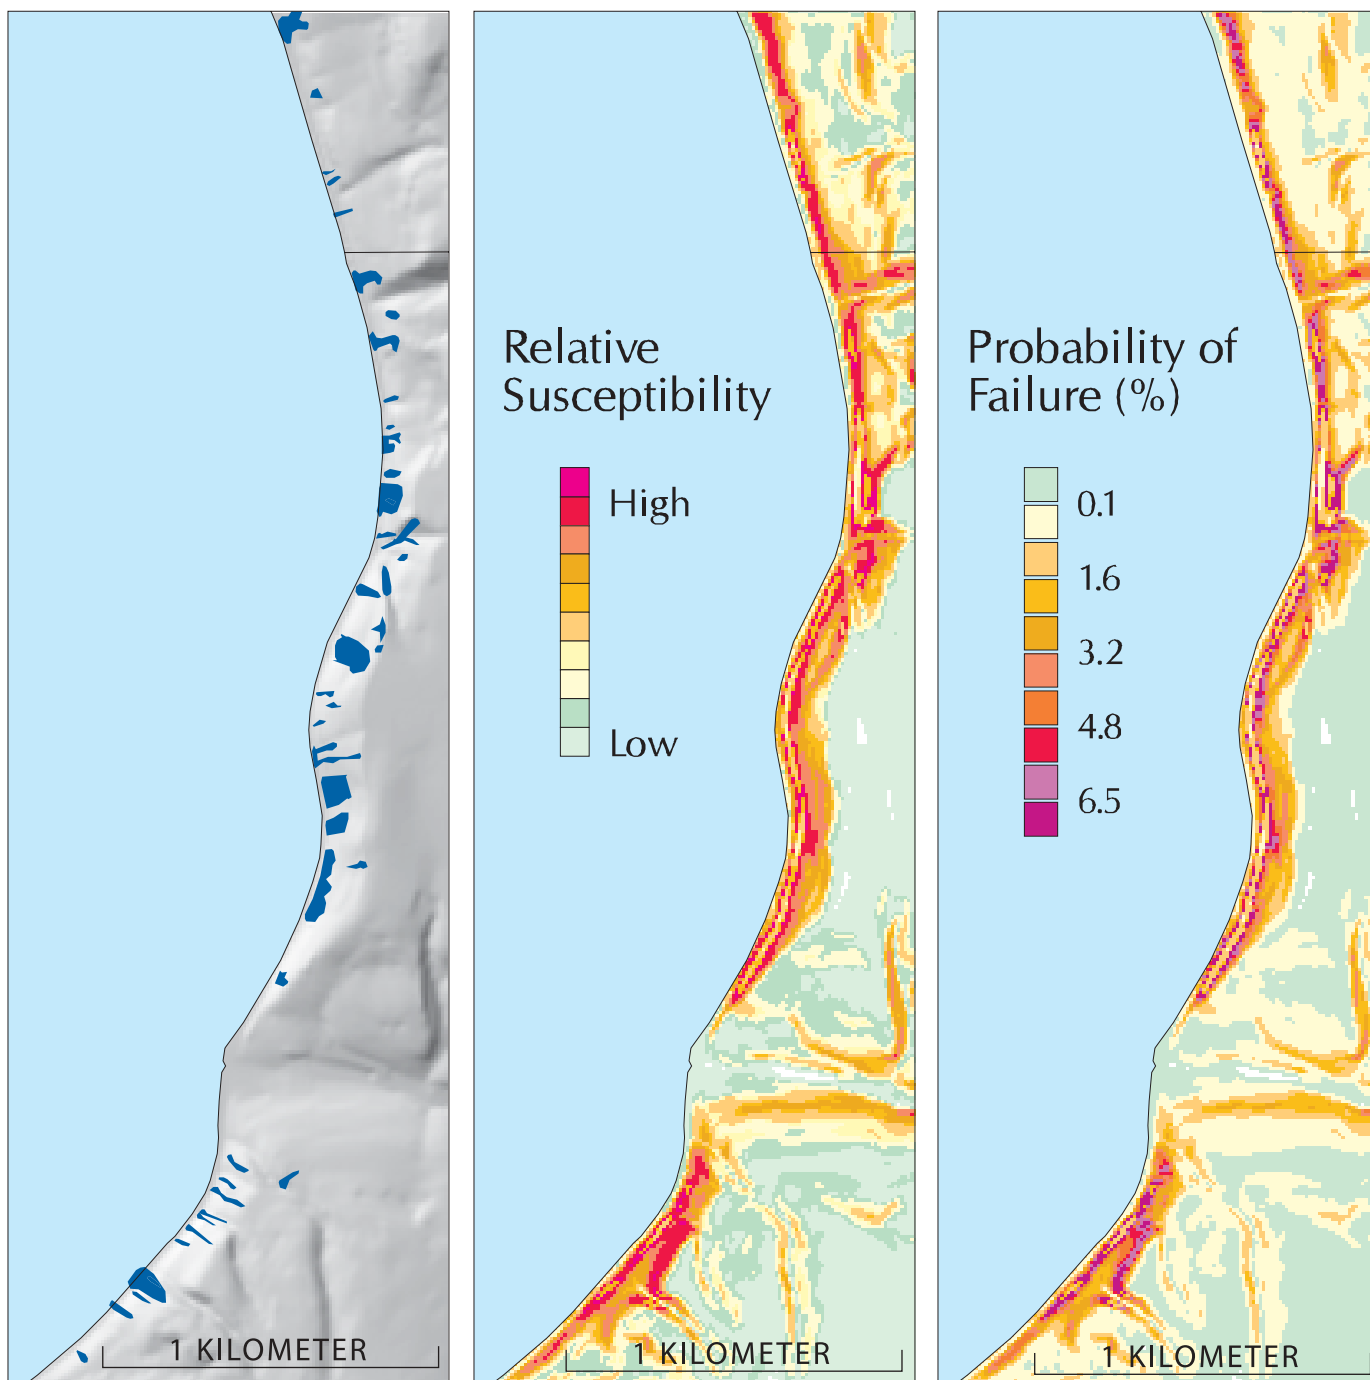 Relative
Susceptibility
High
Low
Probability of
Failure (%)
0.1
1.6
3.2
4.8
6.5
1 KILOMETER
1 KILOMETER
1 KILOMETER